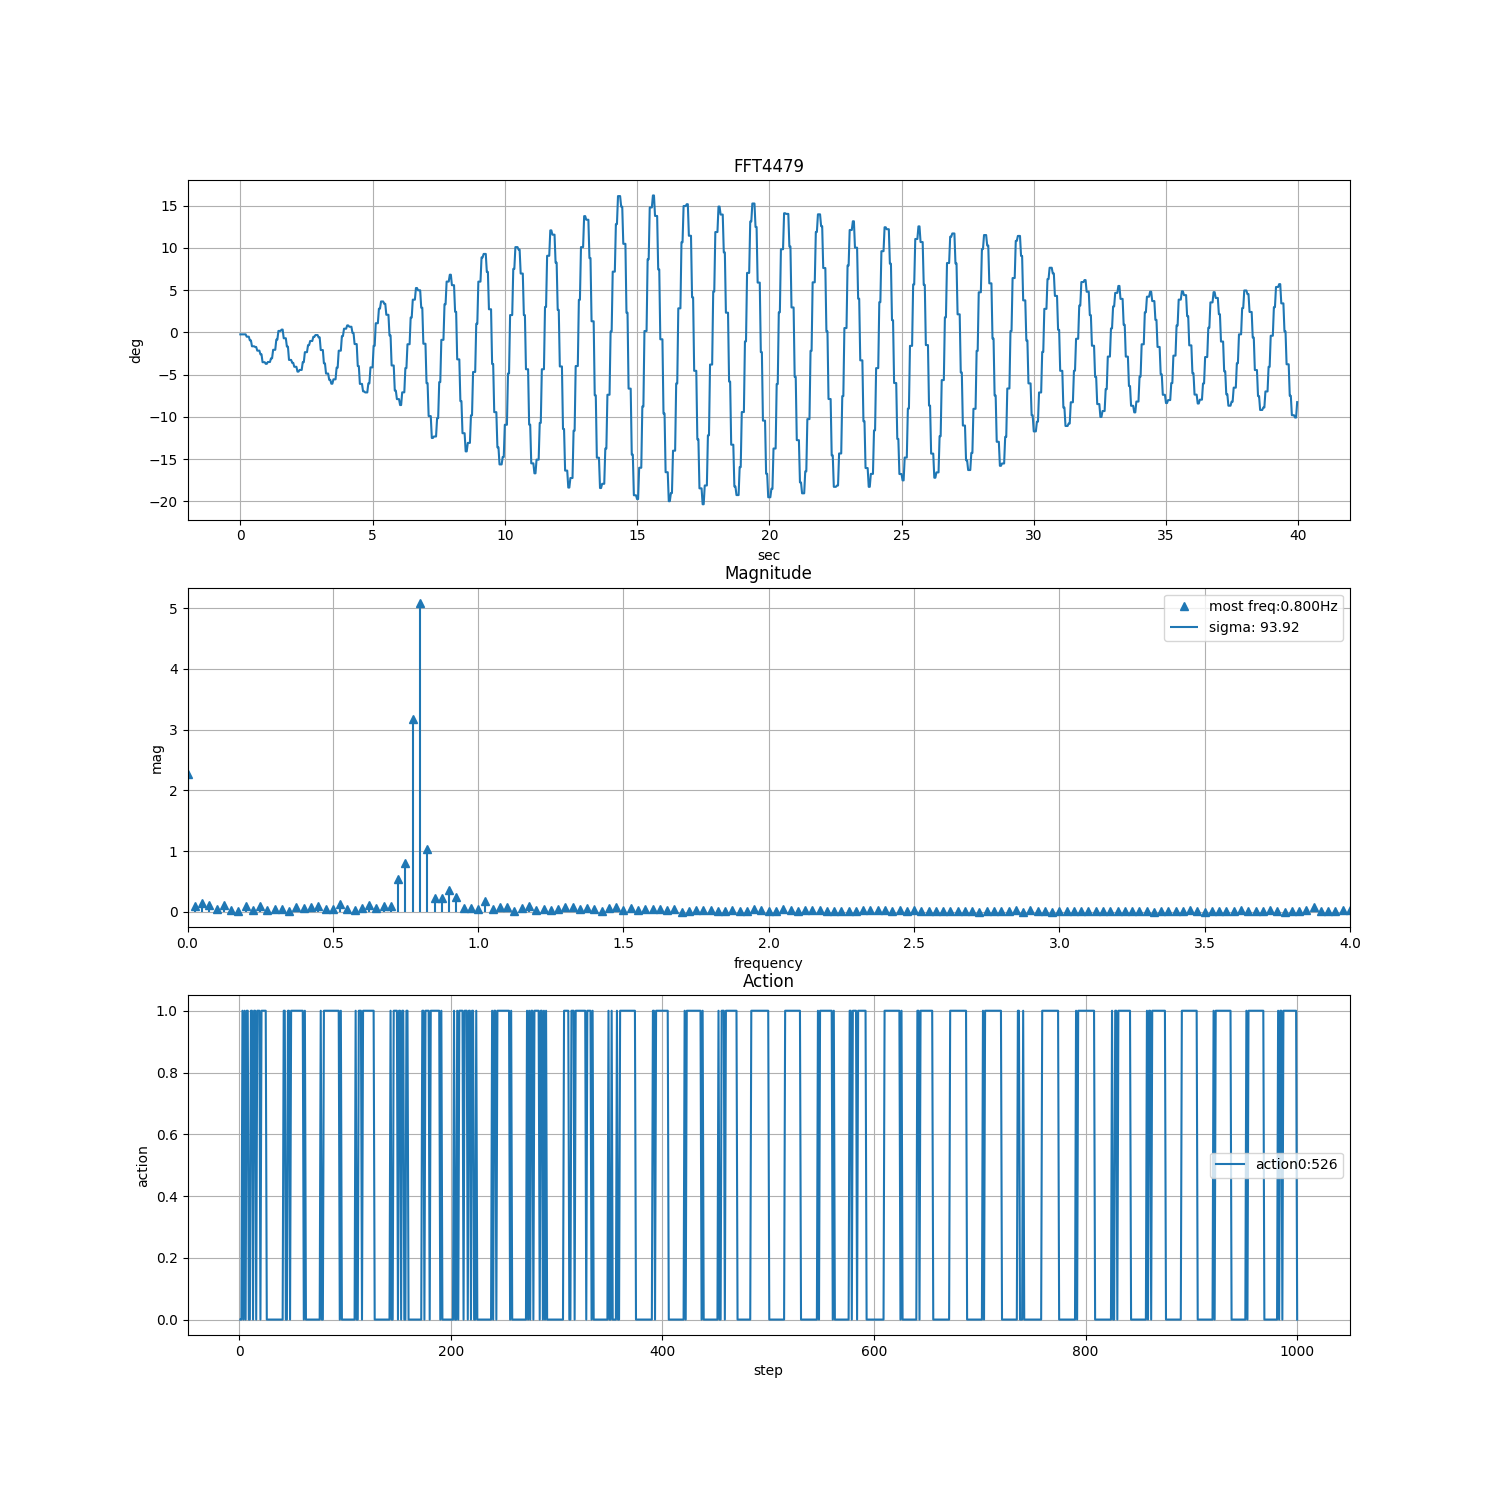 FFT4479
15
10
5
0
−5
−10
−15
−20
deg
0 5 10 15 20 25 30 35 40
sec
Magnitude
5
4
3
2
1
0
mag
most freq:0.800Hz
sigma: 93.92
0.0 0.5 1.0 1.5 2.0 2.5 3.0 3.5 4.0
frequency
Action
1.0
0.8
0.6
0.4
0.2
0.0
action
action0:526
0 200 400 600 800 1000
step